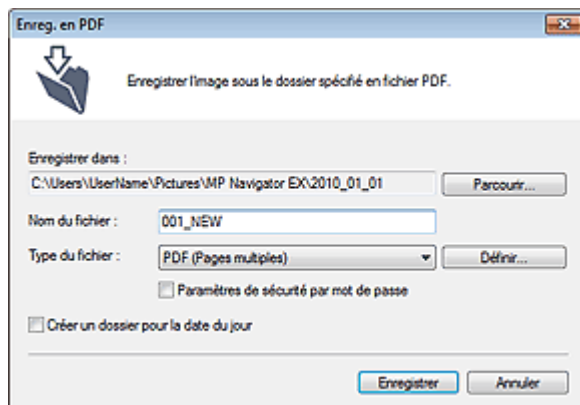 Enreg. en PDF
Enregistrer l'image sous le dossier spécifié en fichier PDF.
Enregistrer dans :
C:\Users\UserName\Pictures\MP Navigator EX\2010_01_01 Parcourir...
Nom du fichier : 001_NEW
Type du fichier : PDF (Pages multiples) Définir...
Paramètres de sécurité par mot de passe
Créer un dossier pour la date du jour
Enregistrer Annuler